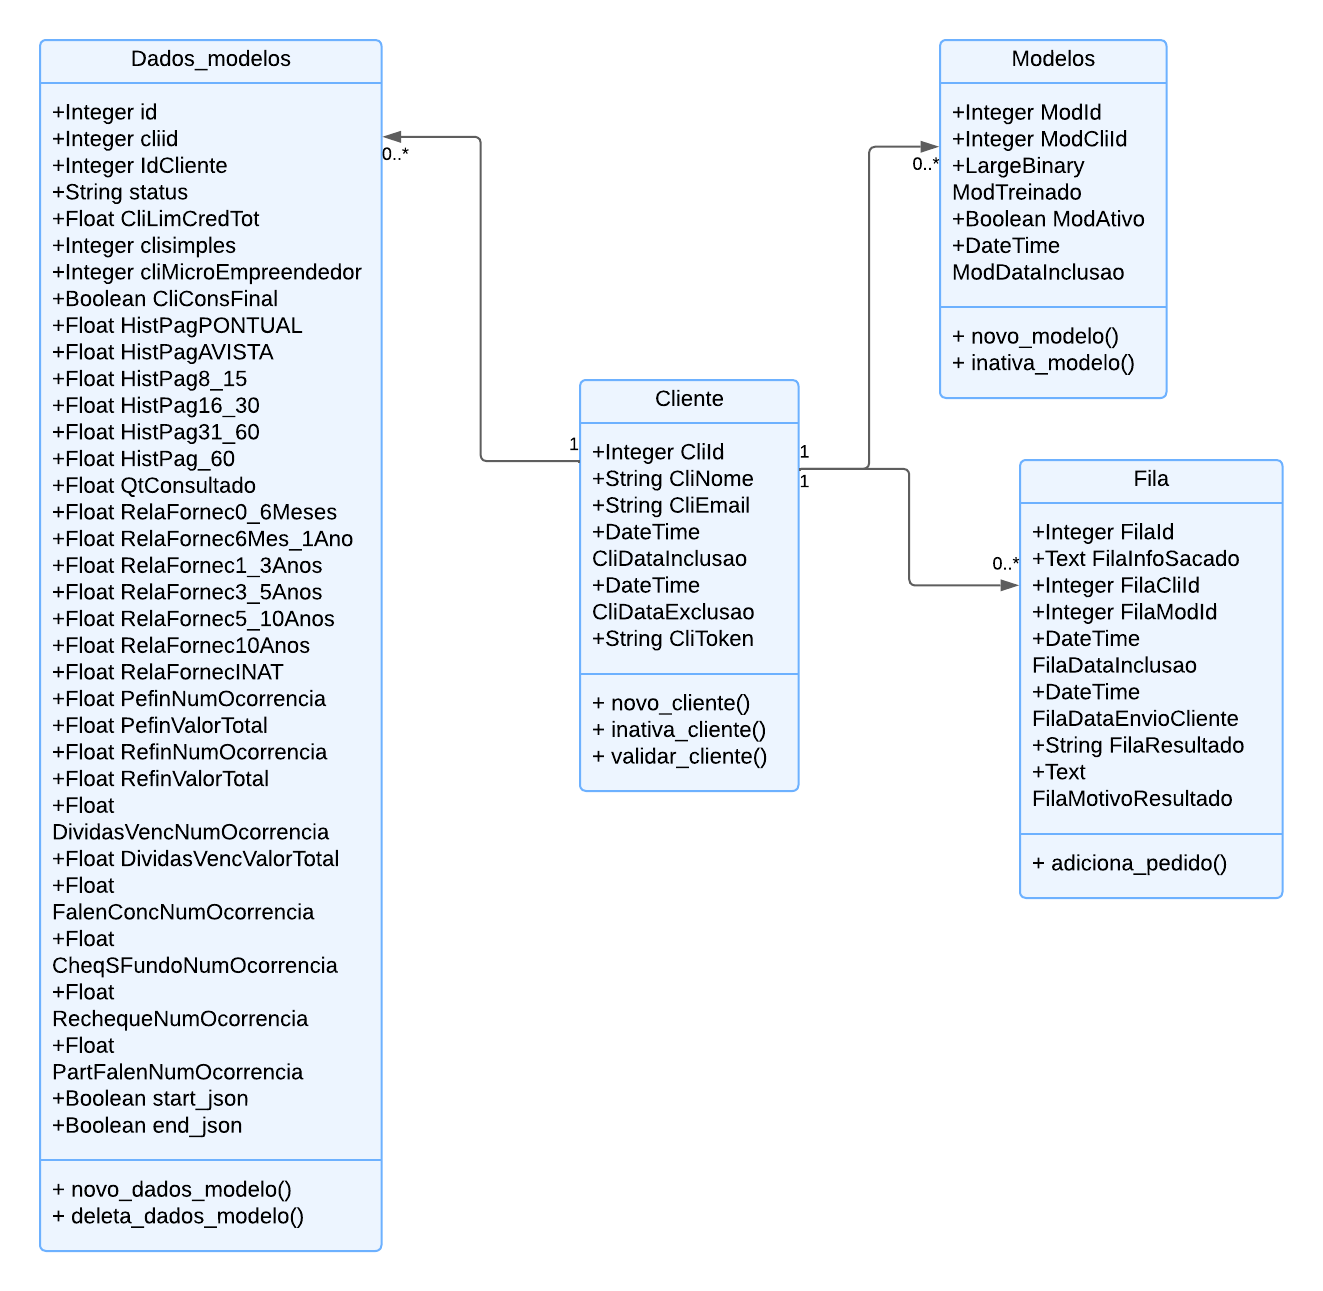 Dados_modelos
+Integer id
+Integer cliid
+Integer IdCliente
+String status
+Float CliLimCredTot
+Integer clisimples
+Integer cliMicroEmpreendedor
+Boolean CliConsFinal
+Float HistPagPONTUAL
+Float HistPagAVISTA
+Float HistPag8_15
+Float HistPag16_30
+Float HistPag31_60
+Float HistPag_60
+Float QtConsultado
+Float RelaFornec0_6Meses
+Float RelaFornec6Mes_1Ano
+Float RelaFornec1_3Anos
+Float RelaFornec3_5Anos
+Float RelaFornec5_10Anos
+Float RelaFornec10Anos
+Float RelaFornecINAT
+Float PefinNumOcorrencia
+Float PefinValorTotal
+Float RefinNumOcorrencia
+Float RefinValorTotal
+Float
DividasVencNumOcorrencia
+Float DividasVencValorTotal
+Float
FalenConcNumOcorrencia
+Float
CheqSFundoNumOcorrencia
+Float
RechequeNumOcorrencia
+Float
PartFalenNumOcorrencia
+Boolean start_json
+Boolean end_json
+ novo_dados_modelo()
+ deleta_dados_modelo()
0..*
1
Cliente
+Integer CliId
+String CliNome
+String CliEmail
+DateTime
CliDataInclusao
+DateTime
CliDataExclusao
+String CliToken
+ novo_cliente()
+ inativa_cliente()
+ validar_cliente()
1
1
0..*
Modelos
+Integer ModId
+Integer ModCliId
+LargeBinary
ModTreinado
+Boolean ModAtivo
+DateTime
ModDataInclusao
+ novo_modelo()
+ inativa_modelo()
0..*
Fila
+Integer FilaId
+Text FilaInfoSacado
+Integer FilaCliId
+Integer FilaModId
+DateTime
FilaDataInclusao
+DateTime
FilaDataEnvioCliente
+String FilaResultado
+Text
FilaMotivoResultado
+ adiciona_pedido()